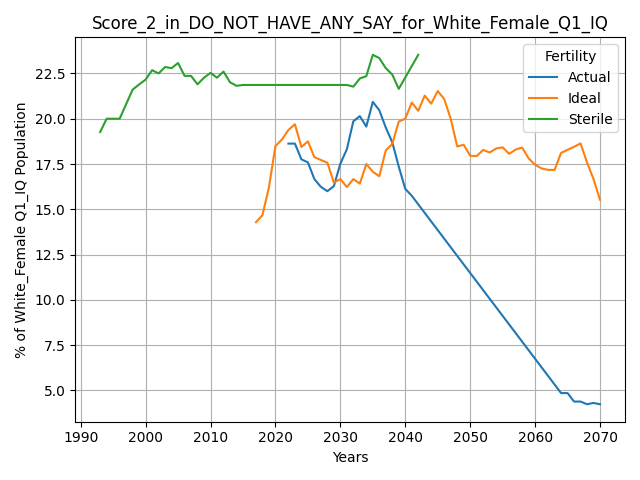 Score_2_in_DO_NOT_HAVE_ANY_SAY_for_White_Female_Q1_IQ
% of White_Female Q1_IQ Population
22.5
20.0
17.5
15.0
12.5
10.0
7.5
5.0
Fertility
Actual
Ideal
Sterile
1990 2000 2010 2020 2030 2040 2050 2060 2070
Years